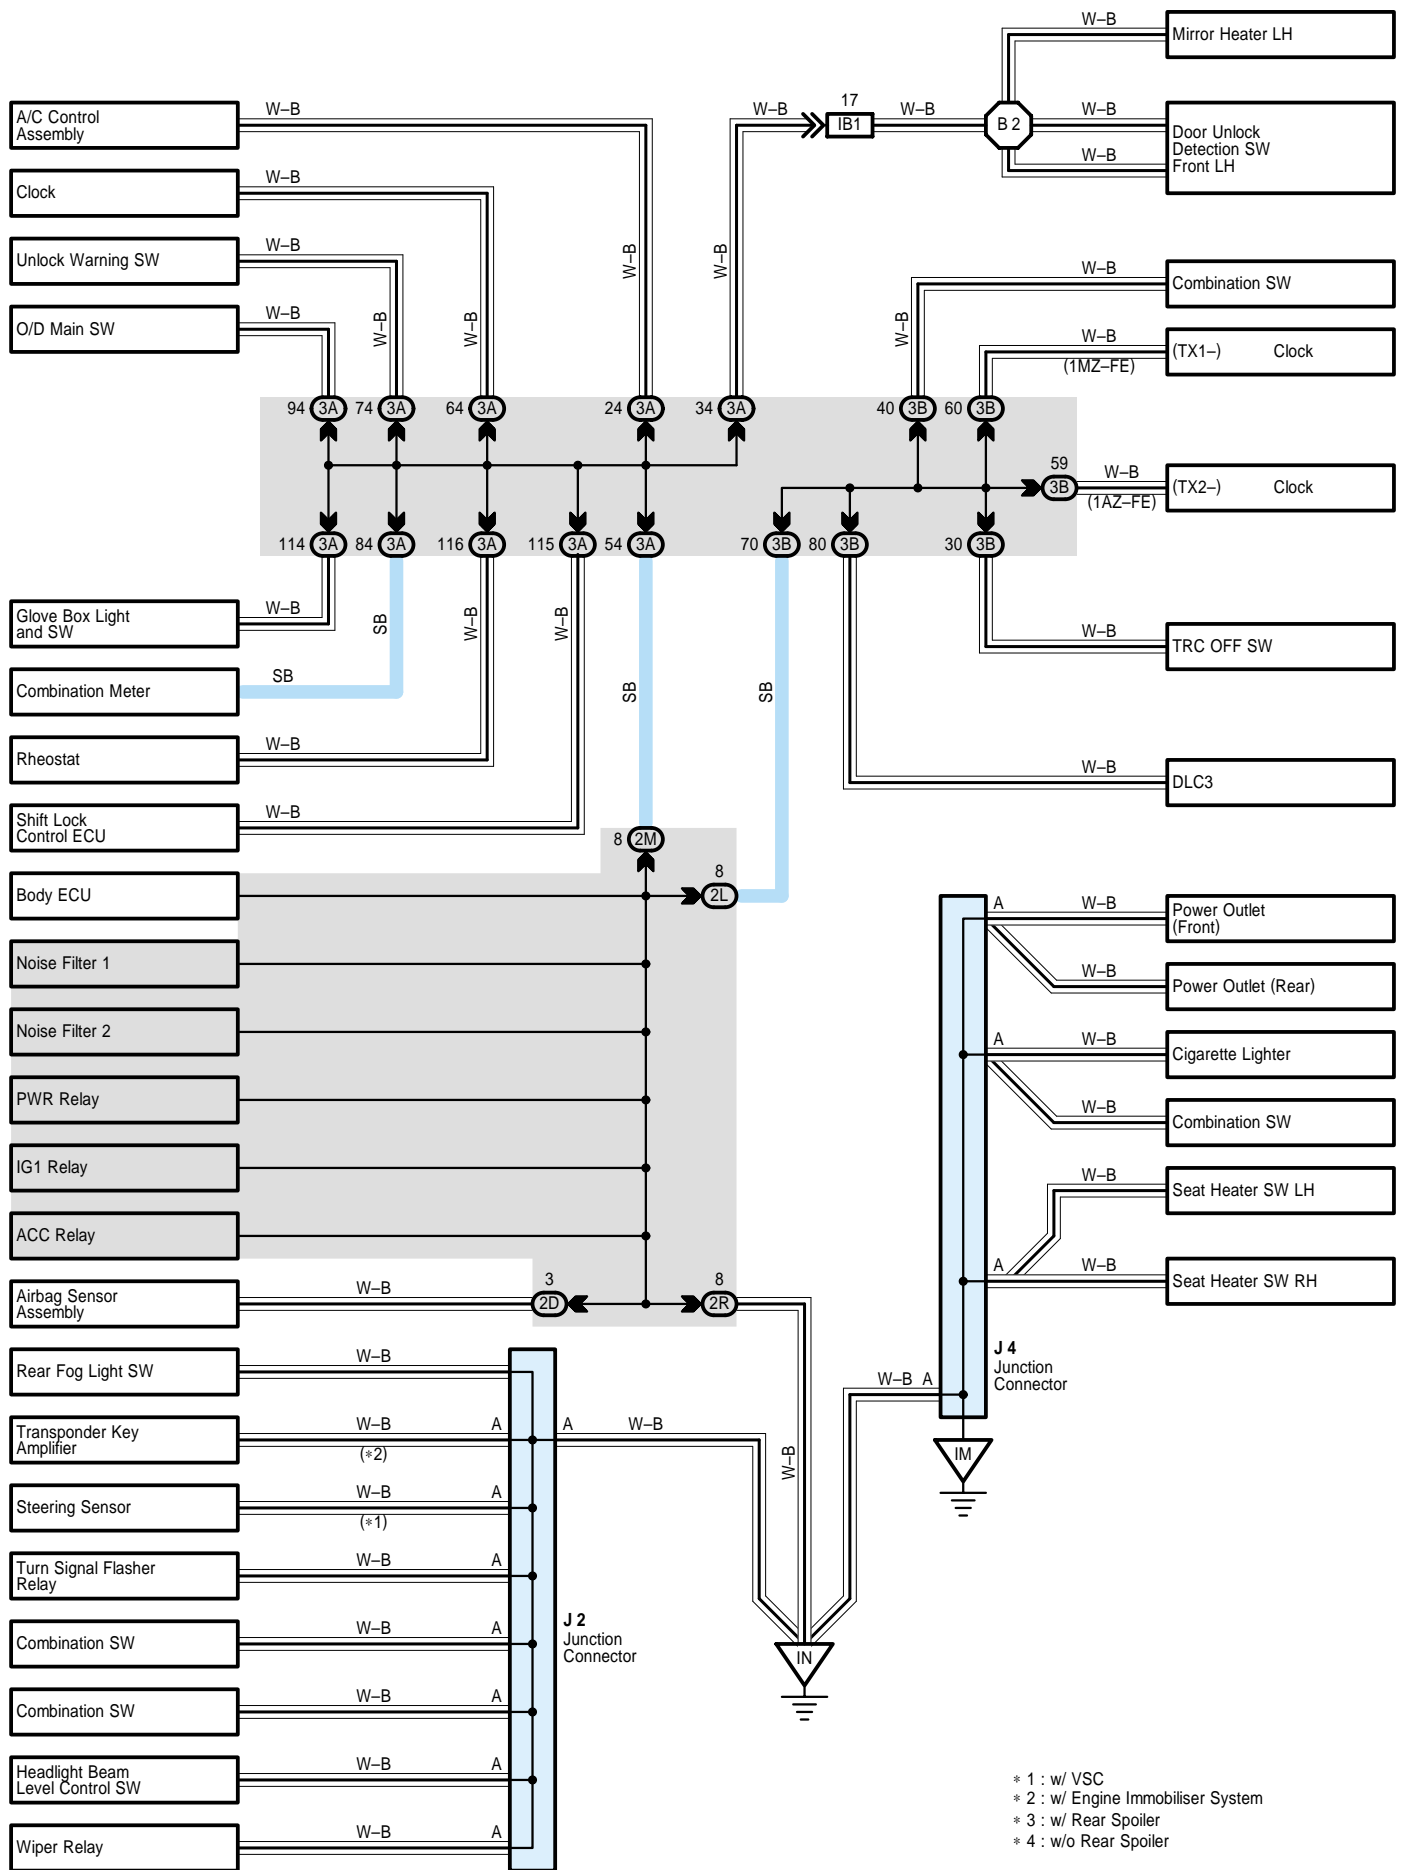 W–B
Mirror Heater LH
A/C Control
Assembly
W–B
W–B
17
IB1
W–B
B 2
W–B
Door Unlock
Detection SW
Front LH
W–B
Clock
W–B
Unlock Warning SW
W–B
W–B
W–B
W–B
Combination SW
O/D Main SW
W–B
W–B
W–B
W–B
W–B
(1MZ–FE)
(TX1–) Clock
94 3A
74 3A
64 3A
24 3A
34 3A
40 3B
60 3B
59
3B
W–B
(1AZ–FE)
(TX2–) Clock
114 3A
84 3A
116 3A
115 3A
54 3A
70 3B
80 3B
30 3B
Glove Box Light
and SW
W–B
SB
W–B
W–B
W–B
TRC OFF SW
Combination Meter
SB
SB
SB
Rheostat
W–B
W–B
DLC3
Shift Lock
Control ECU
W–B
8 2M
8
2L
Body ECU
A
W–B
Power Outlet
(Front)
Noise Filter 1
W–B
Power Outlet (Rear)
Noise Filter 2
A
W–B
Cigarette Lighter
PWR Relay
W–B
Combination SW
IG1 Relay
W–B
Seat Heater SW LH
ACC Relay
A
W–B
Seat Heater SW RH
Airbag Sensor
Assembly
W–B
3
2D
8
2R
Rear Fog Light SW
W–B
J 4
Junction
Connector
W–B A
Transponder Key
Amplifier
W–B
(∗2)
A
A
W–B
W–B
IM
Steering Sensor
W–B
(∗1)
A
Turn Signal Flasher
Relay
W–B
A
J 2
Junction
Connector
Combination SW
W–B
A
IN
Combination SW
W–B
A
Headlight Beam
Level Control SW
W–B
A
Wiper Relay
W–B
A
∗ 1 : w/ VSC
∗ 2 : w/ Engine Immobiliser System
∗ 3 : w/ Rear Spoiler
∗ 4 : w/o Rear Spoiler